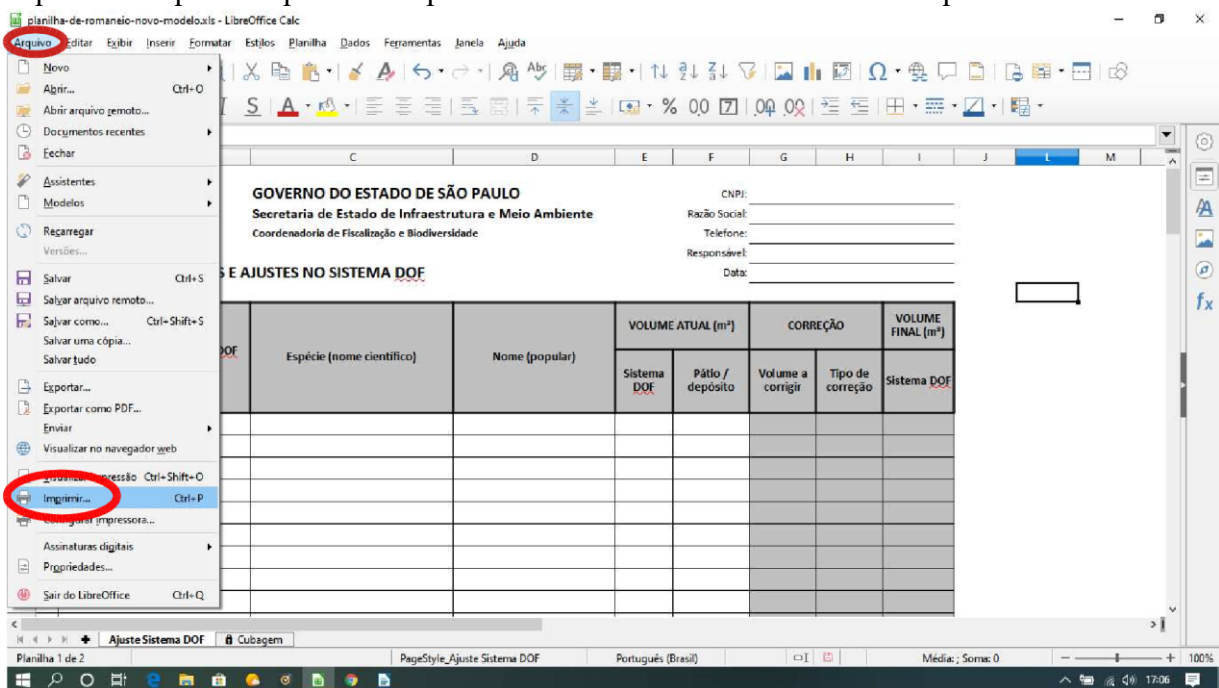 planilha-de-romaneio-novo-modelo.xls - LibreOffice Calc
Arquivo Editar Exibir Inserir Formatar Estilos Planilha Dados Ferramentas Janela Ajuda
Novo
Abrir... Ctrl+O
Abrir arquivo remoto...
Documentos recentes
Fechar
Assistentes
Modelos
Recarregar
Versões...
Salvar Ctrl+S
Salvar arquivo remoto...
Salvar como... Ctrl+Shift+S
Salvar uma cópia...
Salvar tudo
Exportar...
Exportar como PDF...
Enviar
Visualizar no navegador web
Visualizar impressão Ctrl+Shift+O
Imprimir... Ctrl+P
Configurar impressora...
Assinaturas digitais
Propriedades...
Sair do LibreOffice Ctrl+Q
C D E F G H I J L M
GOVERNO DO ESTADO DE SÃO PAULO
Secretaria de Estado de Infraestrutura e Meio Ambiente
Coordenadoria de Fiscalização e Biodiversidade
CNPJ:
Razão Social:
Telefone:
Responsável:
Data:
E AJUSTES NO SISTEMA DOF
DOF
Espécie (nome científico)
Nome (popular)
VOLUME ATUAL (m³)
CORREÇÃO
VOLUME FINAL (m³)
Sistema DOF
Pátio / depósito
Volume a corrigir
Tipo de correção
Sistema DOF
Ajuste Sistema DOF Cubagem
Planilha 1 de 2 PageStyle_Ajuste Sistema DOF Português (Brasil) Média: ; Soma: 0 100%
17:06